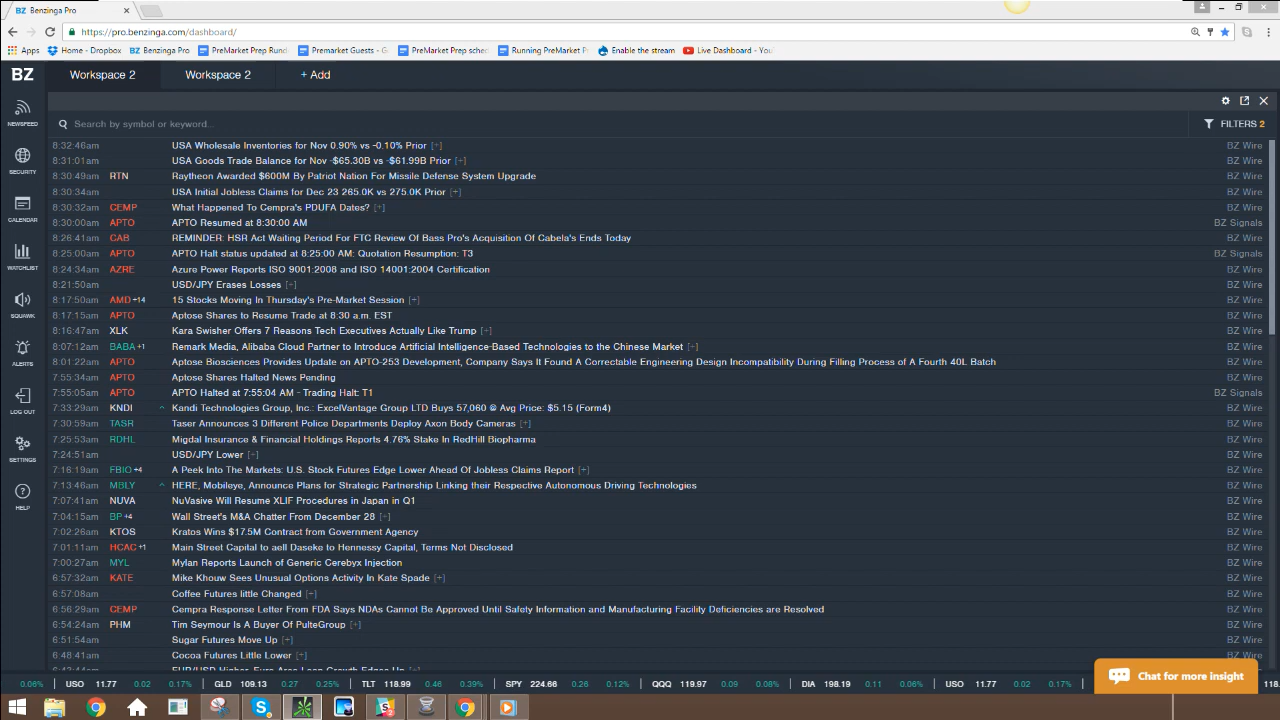 BZ Benzinga Pro
https://pro.benzinga.com/dashboard/
Apps Home - Dropbox BZ Benzinga Pro PreMarket Prep Rund Premarket Guests - G PreMarket Prep sched Running PreMarket P Enable the stream Live Dashboard - You
BZ Workspace 2 Workspace 2 + Add
NEWSFEED
SECURITY
CALENDAR
WATCHLIST
SQUAWK
ALERTS
LOG OUT
SETTINGS
HELP
Search by symbol or keyword... FILTERS 2
8:32:46am USA Wholesale Inventories for Nov 0.90% vs -0.10% Prior [+] BZ Wire
8:31:01am USA Goods Trade Balance for Nov -$65.30B vs -$61.99B Prior [+] BZ Wire
8:30:49am RTN Raytheon Awarded $600M By Patriot Nation For Missile Defense System Upgrade BZ Wire
8:30:34am USA Initial Jobless Claims for Dec 23 265.0K vs 275.0K Prior [+] BZ Wire
8:30:32am CEMP What Happened To Cempra's PDUFA Dates? [+] BZ Wire
8:30:00am APTO APTO Resumed at 8:30:00 AM BZ Signals
8:26:41am CAB REMINDER: HSR Act Waiting Period For FTC Review Of Bass Pro's Acquisition Of Cabela's Ends Today BZ Wire
8:25:00am APTO APTO Halt status updated at 8:25:00 AM: Quotation Resumption: T3 BZ Signals
8:24:34am AZRE Azure Power Reports ISO 9001:2008 and ISO 14001:2004 Certification BZ Wire
8:21:50am USD/JPY Erases Losses [+] BZ Wire
8:17:50am AMD +14 15 Stocks Moving In Thursday's Pre-Market Session [+] BZ Wire
8:17:15am APTO Aptose Shares to Resume Trade at 8:30 a.m. EST BZ Wire
8:16:47am XLK Kara Swisher Offers 7 Reasons Tech Executives Actually Like Trump [+] BZ Wire
8:07:12am BABA +1 Remark Media, Alibaba Cloud Partner to Introduce Artificial Intelligence-Based Technologies to the Chinese Market [+] BZ Wire
8:01:22am APTO Aptose Biosciences Provides Update on APTO-253 Development, Company Says It Found A Correctable Engineering Design Incompatibility During Filling Process of A Fourth 40L Batch BZ Wire
7:55:34am APTO Aptose Shares Halted News Pending BZ Wire
7:55:05am APTO APTO Halted at 7:55:04 AM - Trading Halt: T1 BZ Signals
7:33:29am KNDI Kandi Technologies Group, Inc.: ExcelVantage Group LTD Buys 57,060 @ Avg Price: $5.15 (Form4) BZ Wire
7:30:59am TASR Taser Announces 3 Different Police Departments Deploy Axon Body Cameras [+] BZ Wire
7:25:53am RDHL Migdal Insurance & Financial Holdings Reports 4.76% Stake In RedHill Biopharma BZ Wire
7:24:51am USD/JPY Lower [+] BZ Wire
7:16:19am FBIO +4 A Peek Into The Markets: U.S. Stock Futures Edge Lower Ahead Of Jobless Claims Report [+] BZ Wire
7:13:46am MBLY HERE, Mobileye, Announce Plans for Strategic Partnership Linking their Respective Autonomous Driving Technologies BZ Wire
7:07:41am NUVA NuVasive Will Resume XLIF Procedures in Japan in Q1 BZ Wire
7:04:15am BP +4 Wall Street's M&A Chatter From December 28 [+] BZ Wire
7:02:26am KTOS Kratos Wins $17.5M Contract from Government Agency BZ Wire
7:01:11am HCAC +1 Main Street Capital to aell Daseke to Hennessy Capital, Terms Not Disclosed BZ Wire
7:00:27am MYL Mylan Reports Launch of Generic Cerebyx Injection BZ Wire
6:57:32am KATE Mike Khouw Sees Unusual Options Activity In Kate Spade [+] BZ Wire
6:57:08am Coffee Futures little Changed [+] BZ Wire
6:56:29am CEMP Cempra Response Letter From FDA Says NDAs Cannot Be Approved Until Safety Information and Manufacturing Facility Deficiencies are Resolved BZ Wire
6:54:24am PHM Tim Seymour Is A Buyer Of PulteGroup [+] BZ Wire
6:51:54am Sugar Futures Move Up [+] BZ Wire
6:48:41am Cocoa Futures Little Lower [+] BZ Wire
Chat for more insight
0.06% USO 11.77 0.02 0.17% GLD 109.13 0.27 0.25% TLT 118.99 0.46 0.39% SPY 224.66 0.26 0.12% QQQ 119.97 0.09 0.08% DIA 198.19 0.11 0.06% USO 11.77 0.02 0.17% 118.